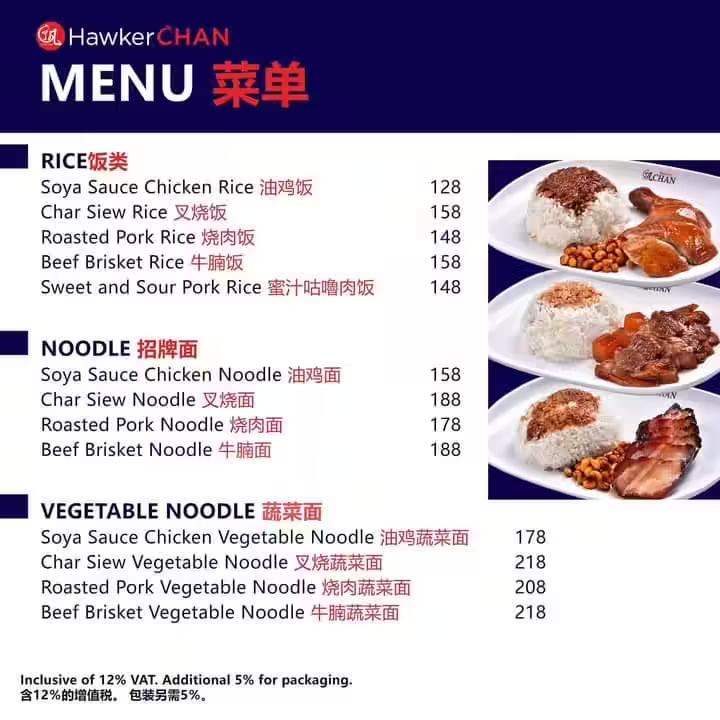 HawkerCHAN
MENU 菜单
RICE饭类
Soya Sauce Chicken Rice 油鸡饭 128
Char Siew Rice 叉烧饭 158
Roasted Pork Rice 烧肉饭 148
Beef Brisket Rice 牛腩饭 158
Sweet and Sour Pork Rice 蜜汁咕噜肉饭 148
NOODLE 招牌面
Soya Sauce Chicken Noodle 油鸡面 158
Char Siew Noodle 叉烧面 188
Roasted Pork Noodle 烧肉面 178
Beef Brisket Noodle 牛腩面 188
VEGETABLE NOODLE 蔬菜面
Soya Sauce Chicken Vegetable Noodle 油鸡蔬菜面 178
Char Siew Vegetable Noodle 叉烧蔬菜面 218
Roasted Pork Vegetable Noodle 烧肉蔬菜面 208
Beef Brisket Vegetable Noodle 牛腩蔬菜面 218
CHAN
CHAN
Inclusive of 12% VAT. Additional 5% for packaging.
含12%的增值税。 包装另需5%。